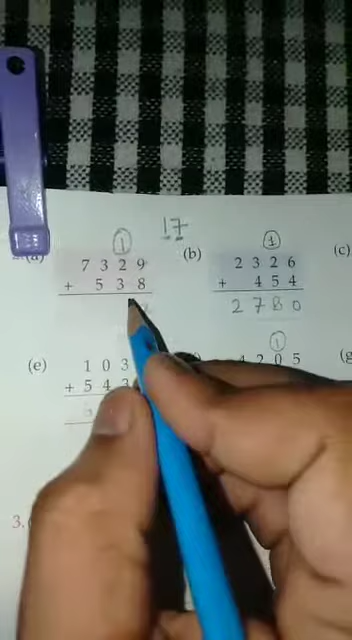 17
(a) 1 (b) 1 (c)
7 3 2 9 2 3 2 6
+ 5 3 8 + 4 5 4
2 7 8 0
1
(e) 1 0 3 4 2 0 5 (g
+ 5 4
3.